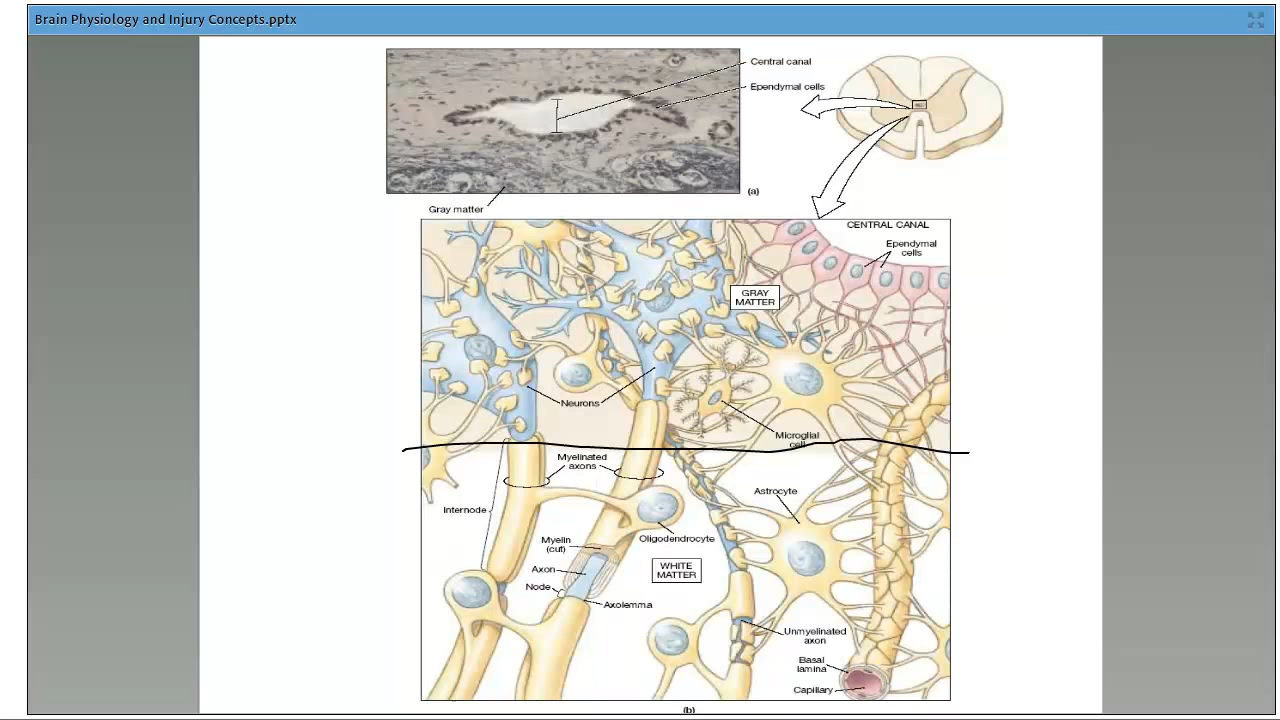 Brain Physiology and Injury Concepts.pptx
Central canal
Ependymal cells
(a)
Gray matter
CENTRAL CANAL
Ependymal
cells
GRAY
MATTER
Neurons
Microglial
cell
Myelinated
axons
Internode
Astrocyte
Oligodendrocyte
Myelin
(cut)
WHITE
MATTER
Axon
Node
Axolemma
Unmyelinated
axon
Basal
lamina
Capillary
(b)